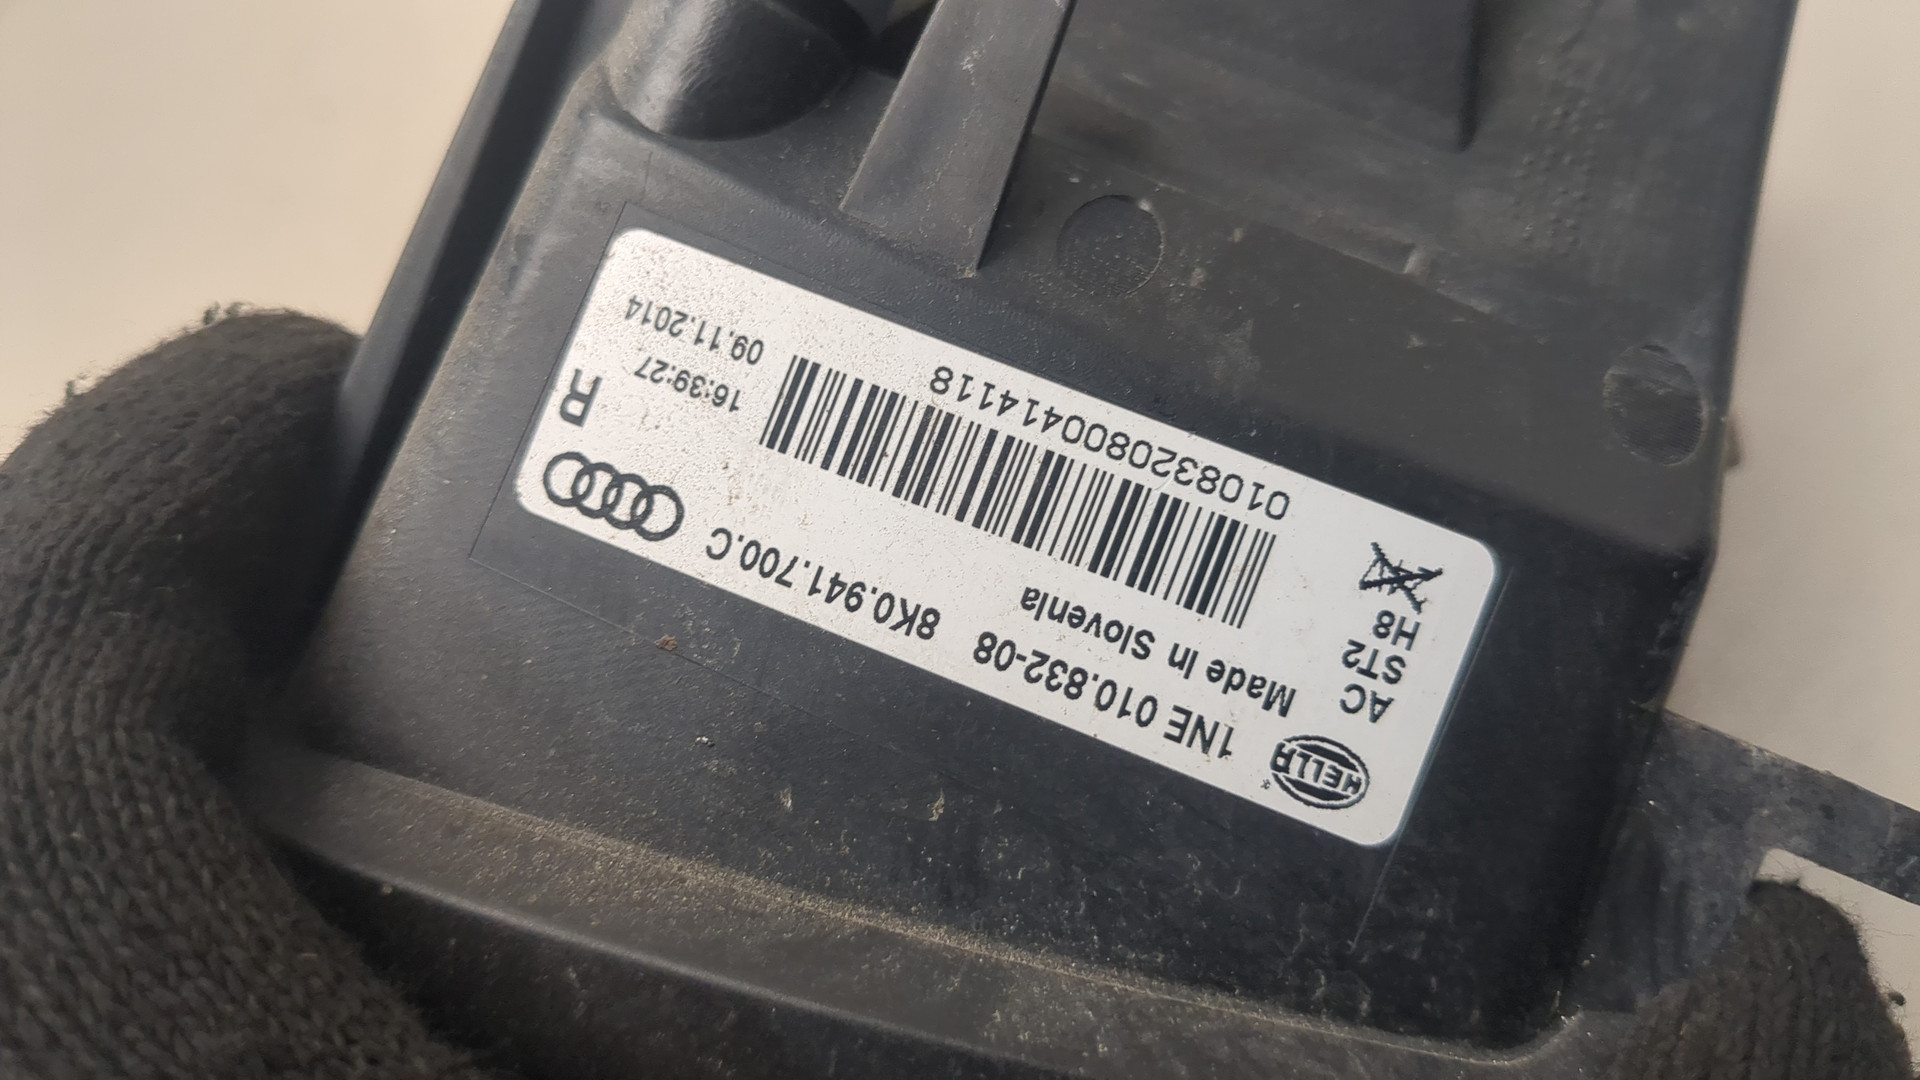 HELLA 1NE 010.832-08 8K0.941.700.C
Made In Slovenia
AC
ST2
H8
0108320800414118
R
16:39:27
09.11.2014